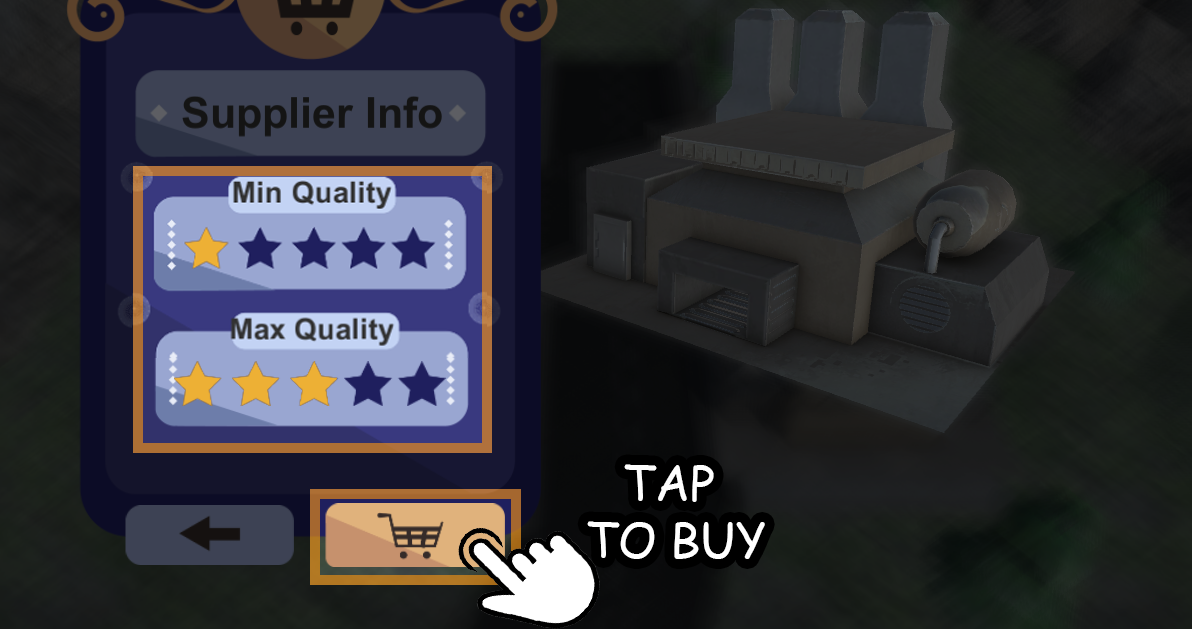 Supplier Info
Min Quality
Max Quality
TAP
TO BUY